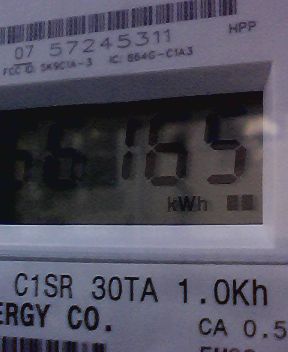 07 57245311 HPP
FCC ID: SK9C1A-3 IC: 864G-C1A3
66165
kWh
C1SR 30TA 1.0Kh
ERGY CO.
CA 0.5